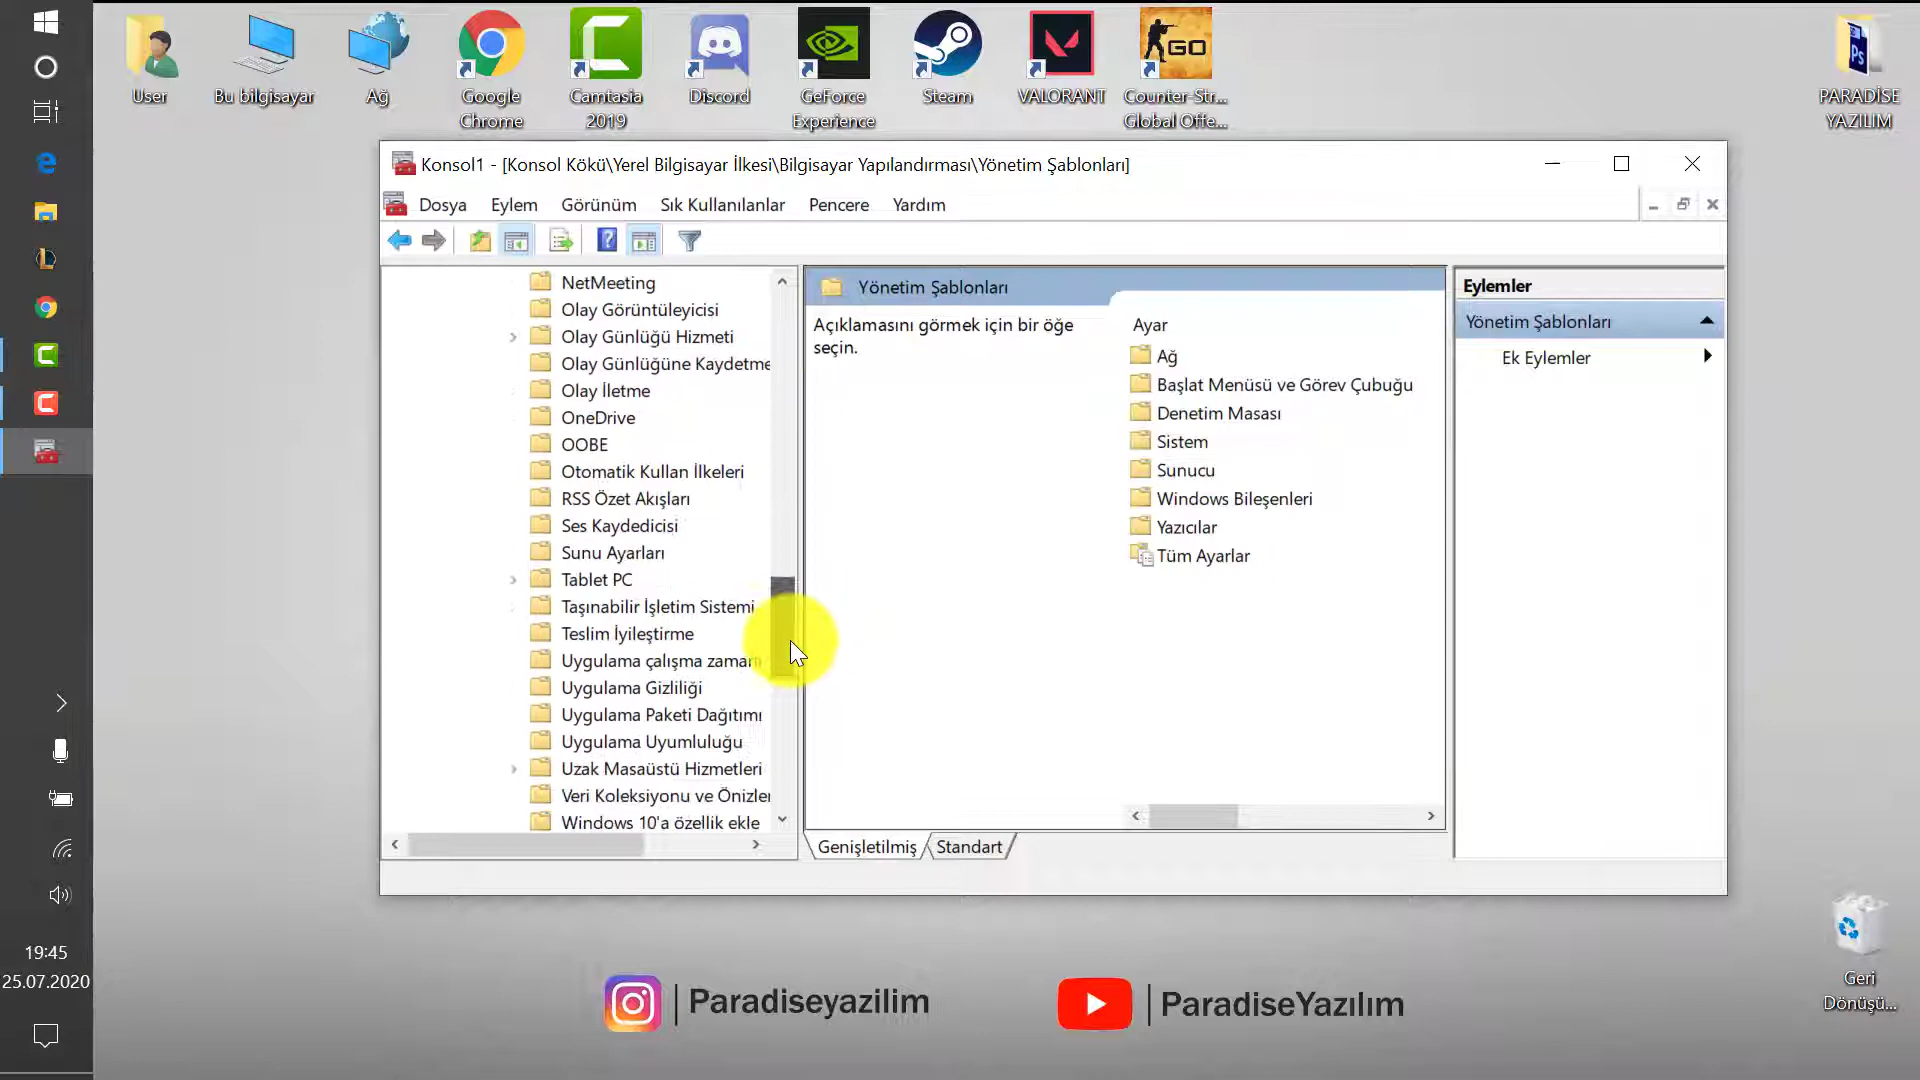 User
Bu bilgisayar
Ağ
Google
Chrome
Camtasia
2019
Discord
GeForce
Experience
Steam
VALORANT
Counter-Str...
Global Offe...
GO
Ps
PARADİSE
YAZILIM
Konsol1 - [Konsol Kökü\Yerel Bilgisayar İlkesi\Bilgisayar Yapılandırması\Yönetim Şablonları]
Dosya Eylem Görünüm Sık Kullanılanlar Pencere Yardım
NetMeeting
Olay Görüntüleyicisi
Olay Günlüğü Hizmeti
Olay Günlüğüne Kaydetme
Olay İletme
OneDrive
OOBE
Otomatik Kullan İlkeleri
RSS Özet Akışları
Ses Kaydedicisi
Sunu Ayarları
Tablet PC
Taşınabilir İşletim Sistemi
Teslim İyileştirme
Uygulama çalışma zamanı
Uygulama Gizliliği
Uygulama Paketi Dağıtımı
Uygulama Uyumluluğu
Uzak Masaüstü Hizmetleri
Veri Koleksiyonu ve Önizler
Windows 10'a özellik ekle
Yönetim Şablonları
Açıklamasını görmek için bir öğe
seçin.
Ayar
Ağ
Başlat Menüsü ve Görev Çubuğu
Denetim Masası
Sistem
Sunucu
Windows Bileşenleri
Yazıcılar
Tüm Ayarlar
Genişletilmiş Standart
Eylemler
Yönetim Şablonları
Ek Eylemler
19:45
25.07.2020
Paradiseyazilim
ParadiseYazılım
Geri
Dönüşü...